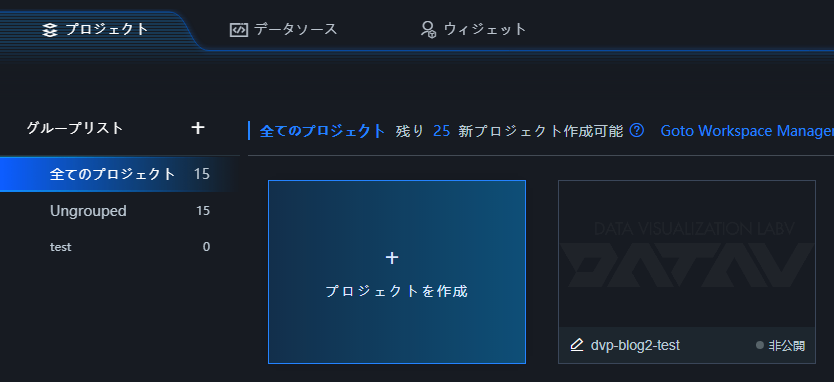 プロジェクト データソース ウィジェット
グループリスト +
全てのプロジェクト 残り 25 新プロジェクト作成可能 ? Goto Workspace Manager
全てのプロジェクト 15
Ungrouped 15
test 0
+
プロジェクトを作成
DATA VISUALIZATION LABV
DATAV
dvp-blog2-test 非公開